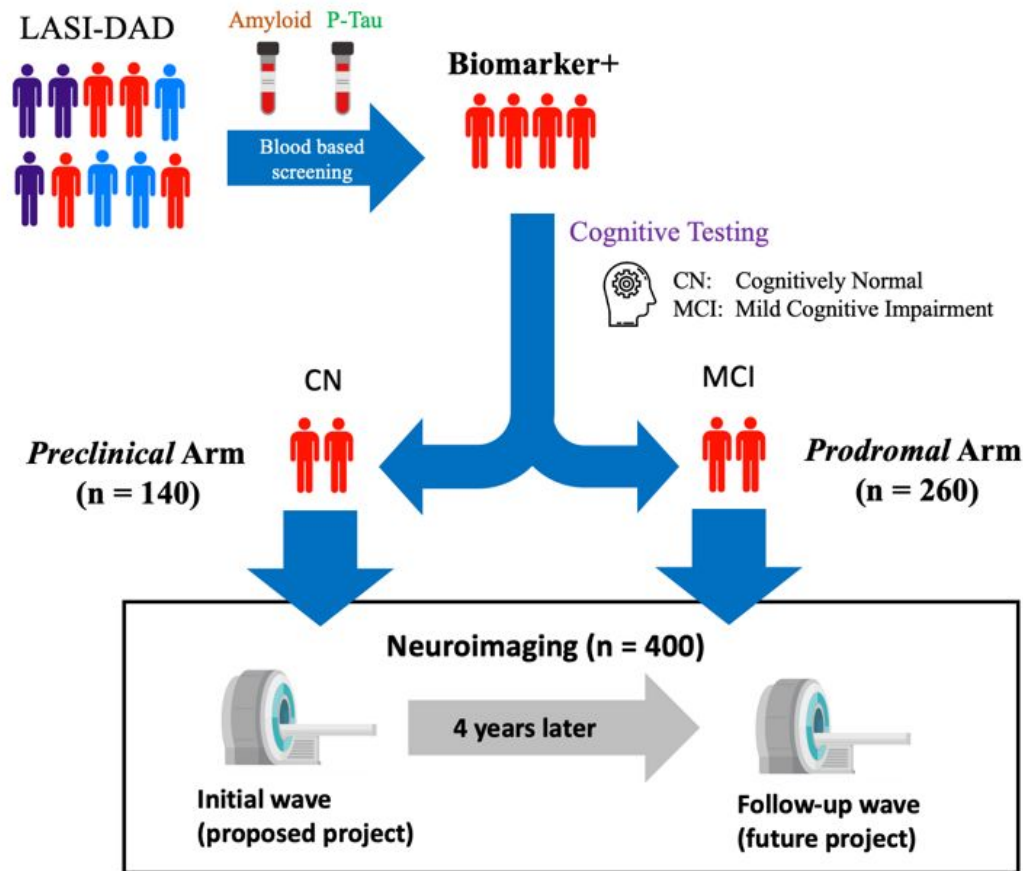 LASI-DAD
Amyloid P-Tau
Blood based
screening
Biomarker+
Cognitive Testing
CN: Cognitively Normal
MCI: Mild Cognitive Impairment
CN
MCI
Preclinical Arm
(n = 140)
Prodromal Arm
(n = 260)
Neuroimaging (n = 400)
4 years later
Initial wave
(proposed project)
Follow-up wave
(future project)